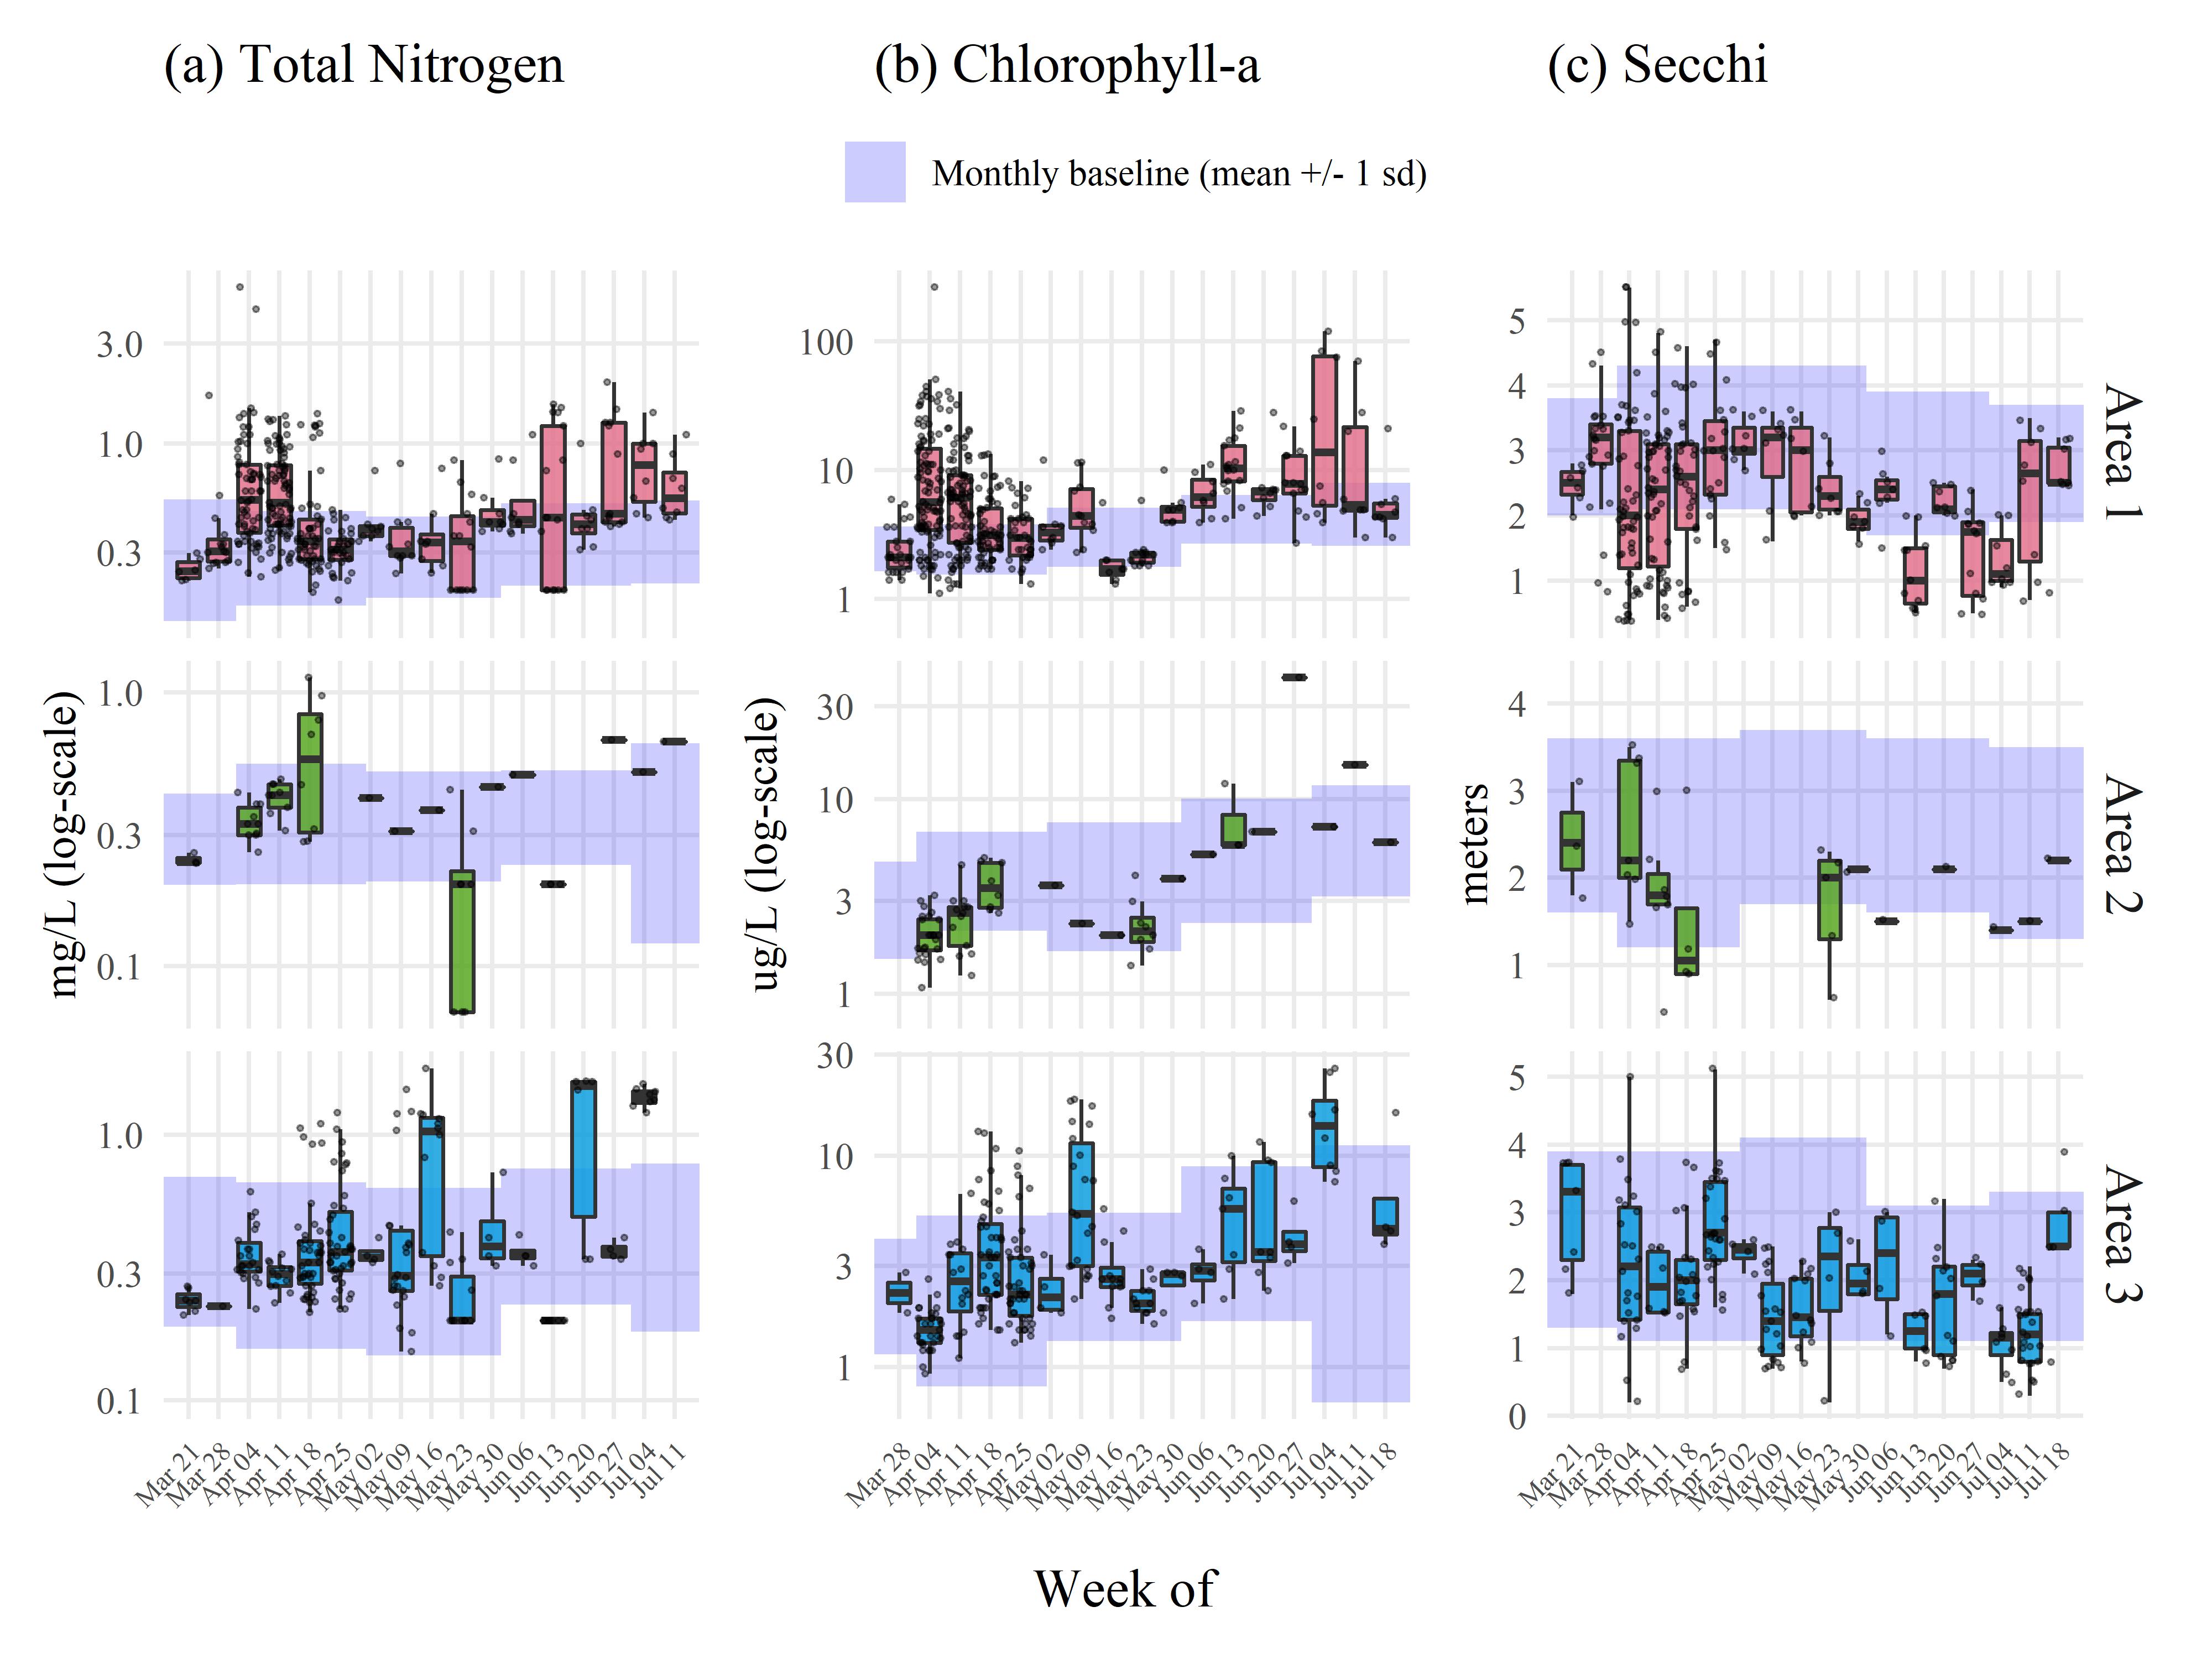 (a) Total Nitrogen
(b) Chlorophyll-a
(c) Secchi
Monthly baseline (mean +/- 1 sd)
mg/L (log-scale)
3.0
1.0
0.3
1.0
0.3
0.1
1.0
0.3
0.1
Mar 21
Mar 28
Apr 04
Apr 11
Apr 18
Apr 25
May 02
May 09
May 16
May 23
May 30
Jun 06
Jun 13
Jun 20
Jun 27
Jul 04
Jul 11
ug/L (log-scale)
100
10
1
30
10
3
1
30
10
3
1
Mar 28
Apr 04
Apr 11
Apr 18
Apr 25
May 02
May 09
May 16
May 23
May 30
Jun 06
Jun 13
Jun 20
Jun 27
Jul 04
Jul 11
Jul 18
meters
5
4
3
2
1
4
3
2
1
5
4
3
2
1
0
Mar 21
Mar 28
Apr 04
Apr 11
Apr 18
Apr 25
May 02
May 09
May 16
May 23
May 30
Jun 06
Jun 13
Jun 20
Jun 27
Jul 04
Jul 11
Jul 18
Area 1
Area 2
Area 3
Week of